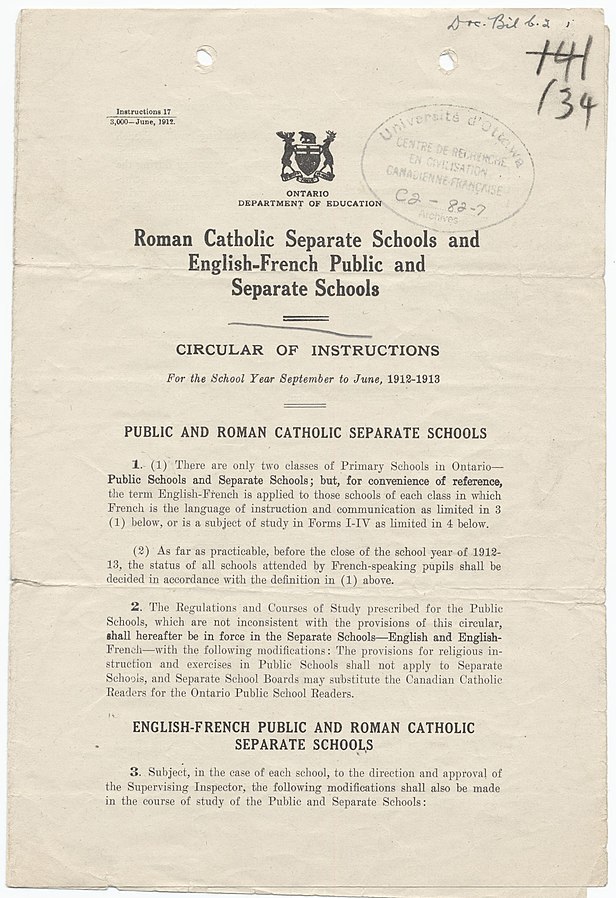 Doc. Bil 6.2 i
141
134
Instructions 17
3,000—June, 1912.
Université d'Ottawa
CENTRE DE RECHERCHE
EN CIVILISATION
CANADIENNE-FRANÇAISE
C2 - 82-7
Archives
ONTARIO
DEPARTMENT OF EDUCATION
Roman Catholic Separate Schools and
English-French Public and
Separate Schools
CIRCULAR OF INSTRUCTIONS
For the School Year September to June, 1912-1913
PUBLIC AND ROMAN CATHOLIC SEPARATE SCHOOLS
1. (1) There are only two classes of Primary Schools in Ontario—
Public Schools and Separate Schools; but, for convenience of reference,
the term English-French is applied to those schools of each class in which
French is the language of instruction and communication as limited in 3
(1) below, or is a subject of study in Forms I-IV as limited in 4 below.
(2) As far as practicable, before the close of the school year of 1912-
13, the status of all schools attended by French-speaking pupils shall be
decided in accordance with the definition in (1) above.
2. The Regulations and Courses of Study prescribed for the Public
Schools, which are not inconsistent with the provisions of this circular,
shall hereafter be in force in the Separate Schools—English and English-
French—with the following modifications: The provisions for religious in-
struction and exercises in Public Schools shall not apply to Separate
Schools, and Separate School Boards may substitute the Canadian Catholic
Readers for the Ontario Public School Readers.
ENGLISH-FRENCH PUBLIC AND ROMAN CATHOLIC
SEPARATE SCHOOLS
3. Subject, in the case of each school, to the direction and approval of
the Supervising Inspector, the following modifications shall also be made
in the course of study of the Public and Separate Schools: